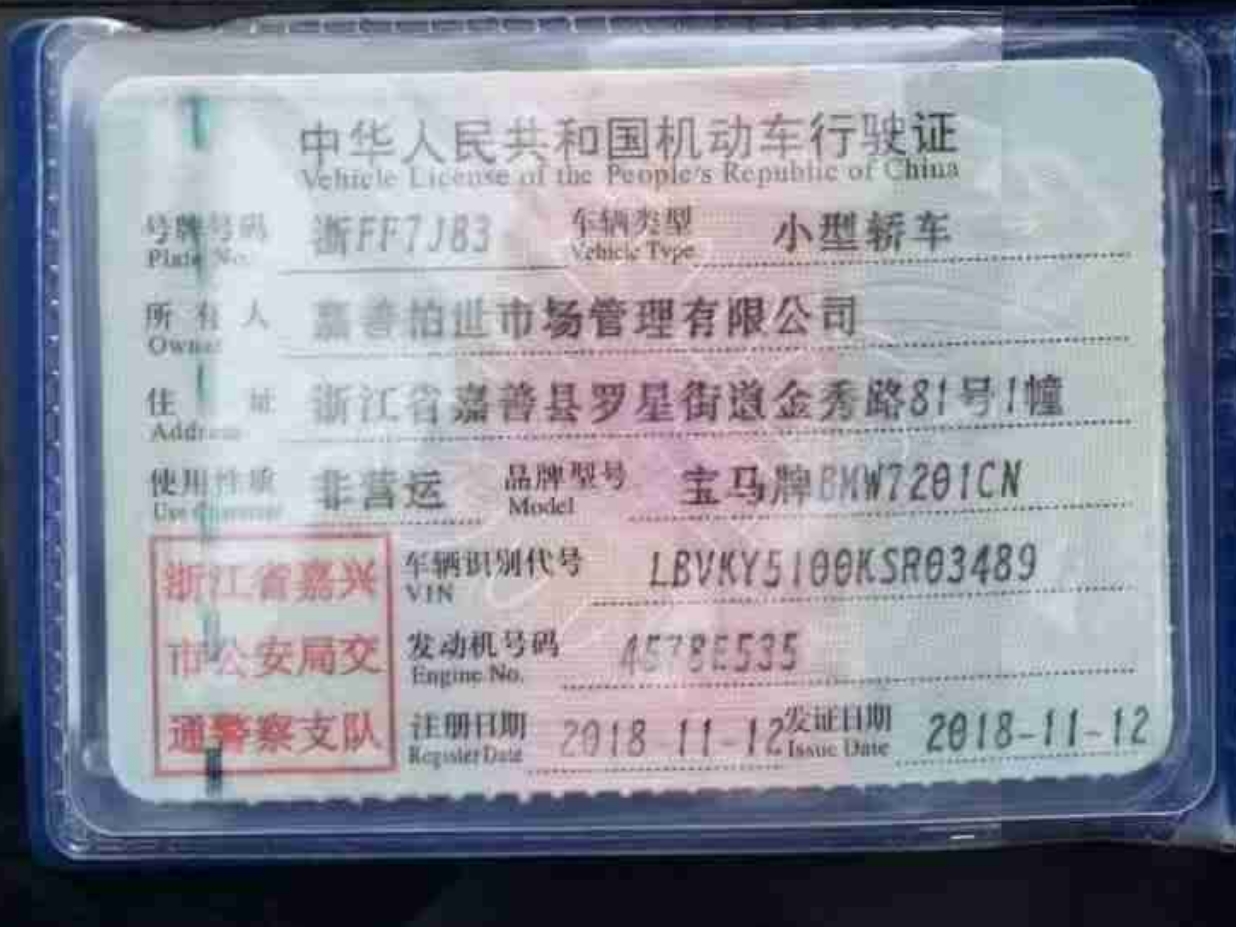 中华人民共和国机动车行驶证
Vehicle License of the People's Republic of China
号牌号码 浙FF7J83 车辆类型 小型轿车
Plate No. Vehicle Type
所有人 嘉善柏世市场管理有限公司
Owner
住址 浙江省嘉善县罗星街道金秀路81号1幢
Address
使用性质 非营运 品牌型号 宝马牌BMW7201CN
Use Character Model
浙江省嘉兴 车辆识别代号 LBVKY5100KSR03489
VIN
市公安局交 发动机号码 4578E535
Engine No.
通警察支队 注册日期 2018-11-12 发证日期 2018-11-12
Register Date Issue Date